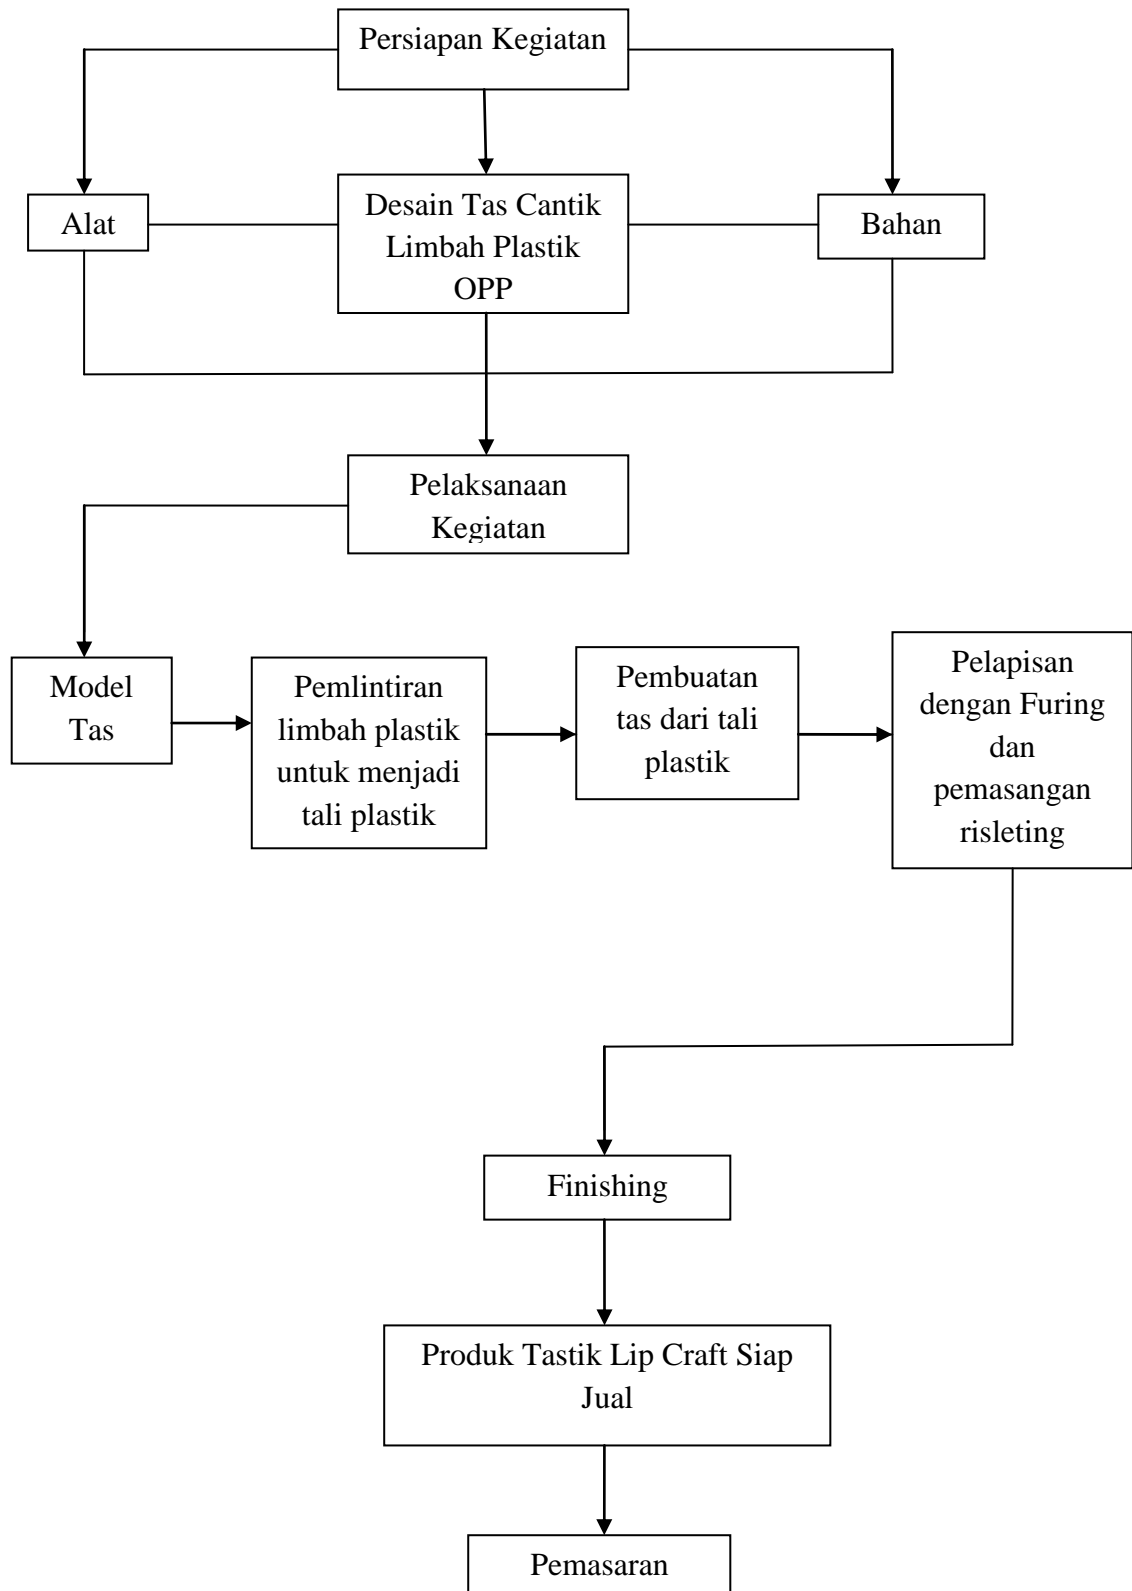 Persiapan Kegiatan
Alat
Desain Tas Cantik
Limbah Plastik
OPP
Bahan
Pelaksanaan
Kegiatan
Model
Tas
Pemlintiran
limbah plastik
untuk menjadi
tali plastik
Pembuatan
tas dari tali
plastik
Pelapisan
dengan Furing
dan
pemasangan
risleting
Finishing
Produk Tastik Lip Craft Siap
Jual
Pemasaran